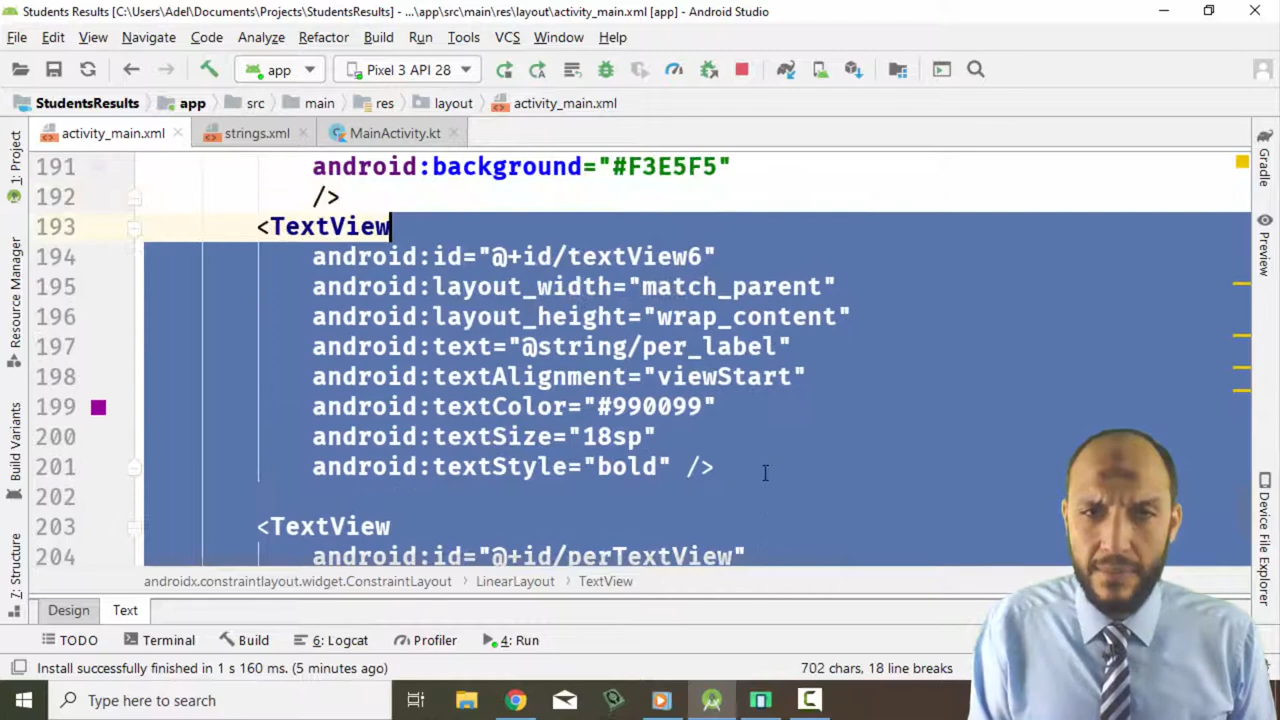 Students Results [C:\Users\Adel\Documents\Projects\StudentsResults] - ...\app\src\main\res\layout\activity_main.xml [app] - Android Studio
File Edit View Navigate Code Analyze Refactor Build Run Tools VCS Window Help
app Pixel 3 API 28
StudentsResults app src main res layout activity_main.xml
activity_main.xml strings.xml MainActivity.kt
191 android:background="#F3E5F5"
192 />
193 <TextView
194 android:id="@+id/textView6"
195 android:layout_width="match_parent"
196 android:layout_height="wrap_content"
197 android:text="@string/per_label"
198 android:textAlignment="viewStart"
199 android:textColor="#990099"
200 android:textSize="18sp"
201 android:textStyle="bold" />
202
203 <TextView
204 android:id="@+id/perTextView"
androidx.constraintlayout.widget.ConstraintLayout LinearLayout TextView
Design Text
TODO Terminal Build 6: Logcat Profiler 4: Run
Install successfully finished in 1 s 160 ms. (5 minutes ago) 702 chars, 18 line breaks
Type here to search
1: Project
Resource Manager
Build Variants
7: Structure
Gradle
Preview
Device File Explorer